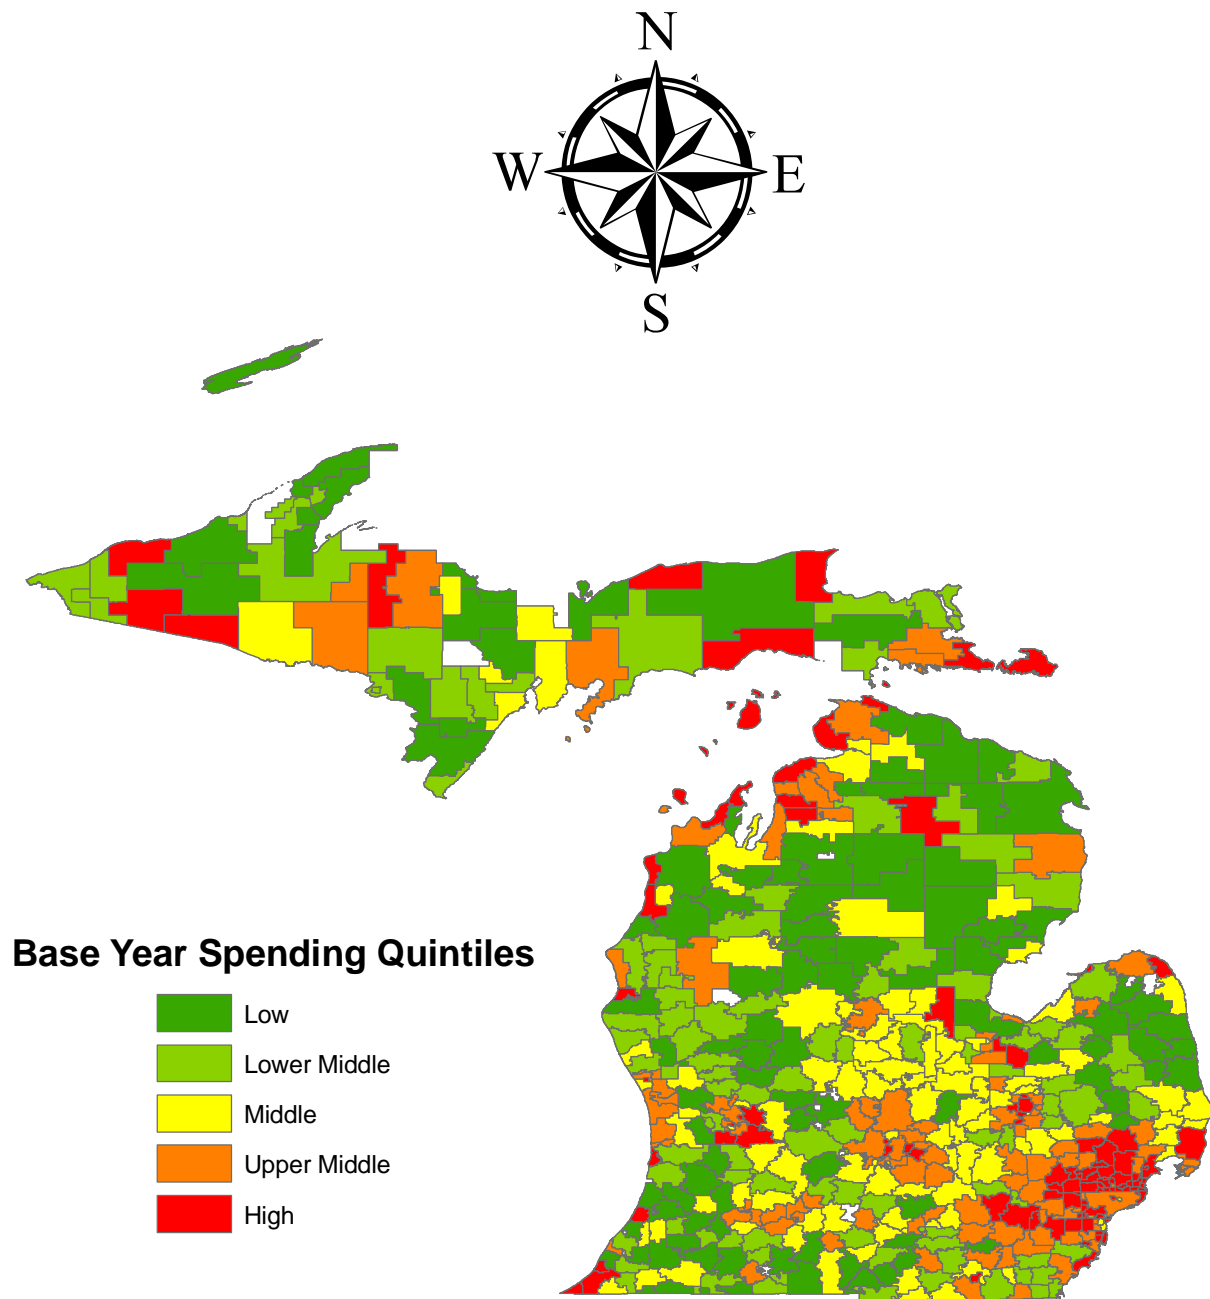 N
W
E
S
Base Year Spending Quintiles
Low
Lower Middle
Middle
Upper Middle
High